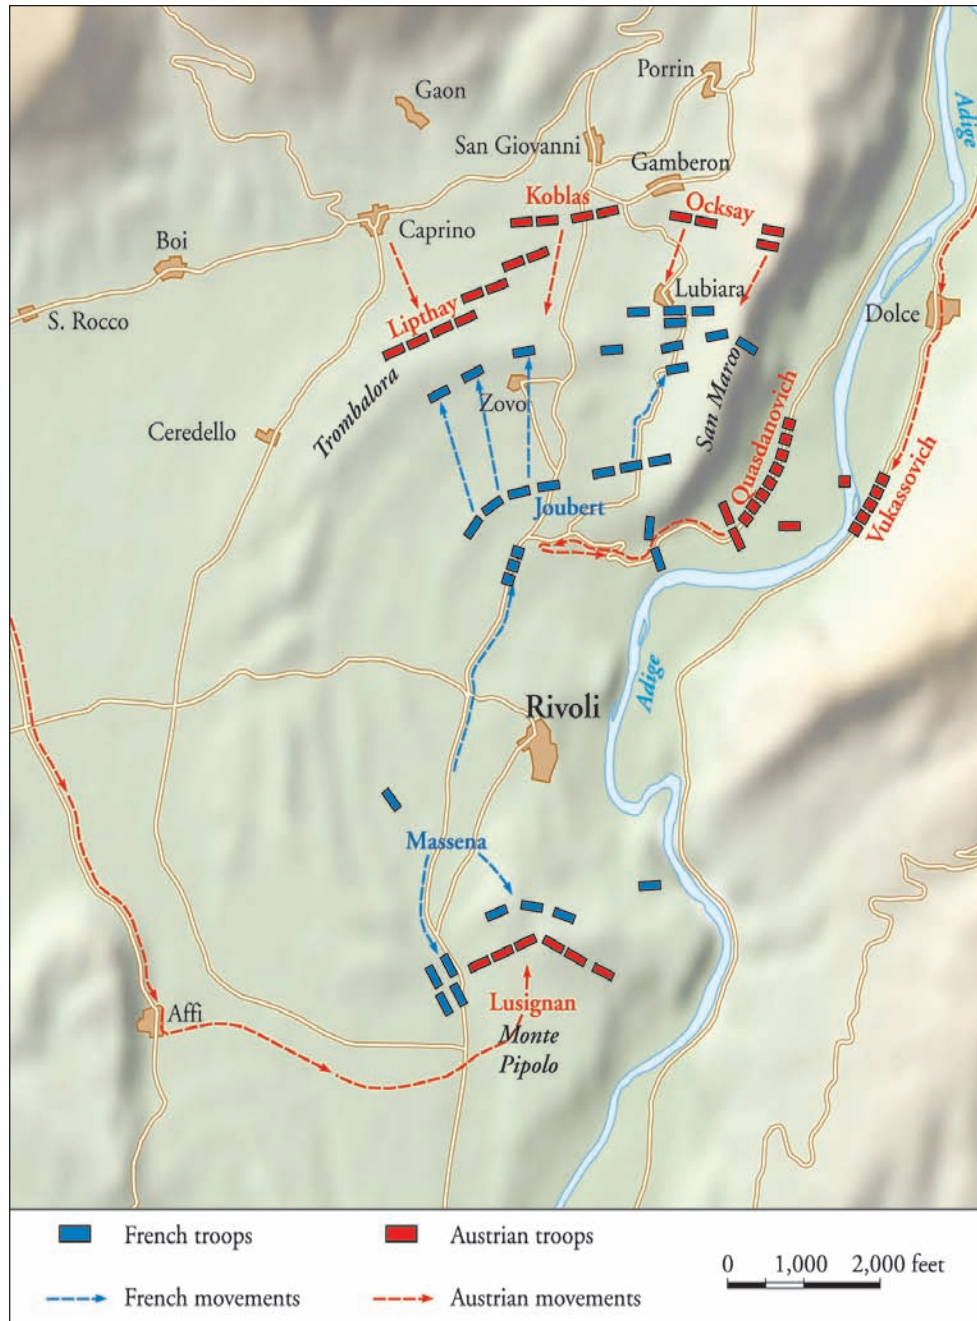 Porrin
Gaon
Adige
San Giovanni
Gamberon
Koblas
Ocksay
Caprino
Boi
Lubiara
S. Rocco
Lipthay
Dolce
Trombalora
San Marco
Zovo
Ceredello
Quasdanovich
Vukassovich
Joubert
Adige
Rivoli
Massena
Affi
Lusignan
Monte
Pipolo
French troops
Austrian troops
0 1,000 2,000 feet
French movements
Austrian movements